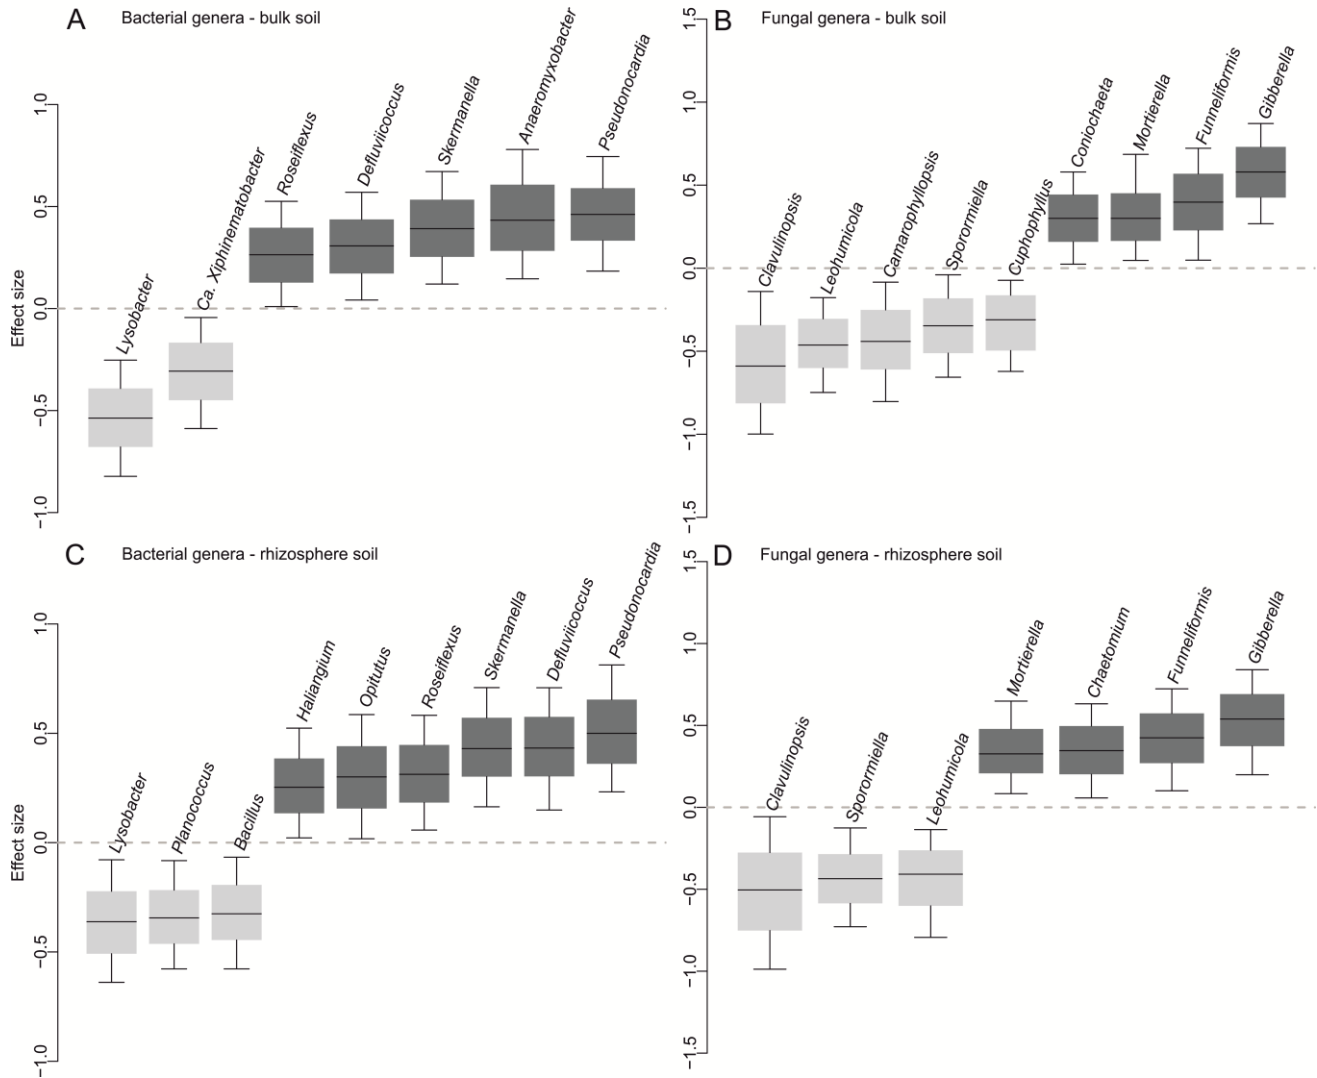 A Bacterial genera - bulk soil
Effect size
1.0
0.5
0.0
−0.5
−1.0
Lysobacter
Ca. Xiphinematobacter
Roseiflexus
Defluviicoccus
Skermanella
Anaeromyxobacter
Pseudonocardia
B Fungal genera - bulk soil
1.5
1.0
0.5
0.0
−0.5
−1.0
−1.5
Clavulinopsis
Leohumicola
Camarophyllopsis
Sporormiella
Cuphophyllus
Coniochaeta
Mortierella
Funneliformis
Gibberella
C Bacterial genera - rhizosphere soil
Effect size
1.0
0.5
0.0
−0.5
−1.0
Lysobacter
Planococcus
Bacillus
Haliangium
Opitutus
Roseiflexus
Skermanella
Defluviicoccus
Pseudonocardia
D Fungal genera - rhizosphere soil
1.5
1.0
0.5
0.0
−0.5
−1.0
−1.5
Clavulinopsis
Sporormiella
Leohumicola
Mortierella
Chaetomium
Funneliformis
Gibberella